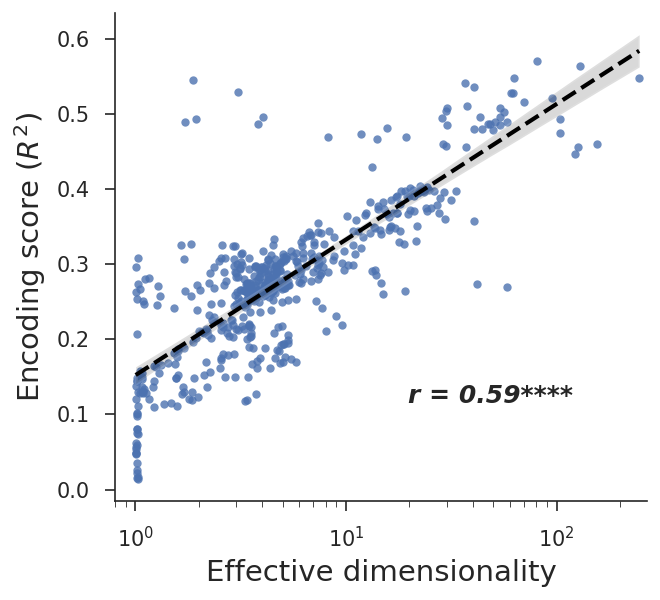 Encoding score (R²)
0.6
0.5
0.4
0.3
0.2
0.1
0.0
r = 0.59****
10⁰ 10¹ 10²
Effective dimensionality